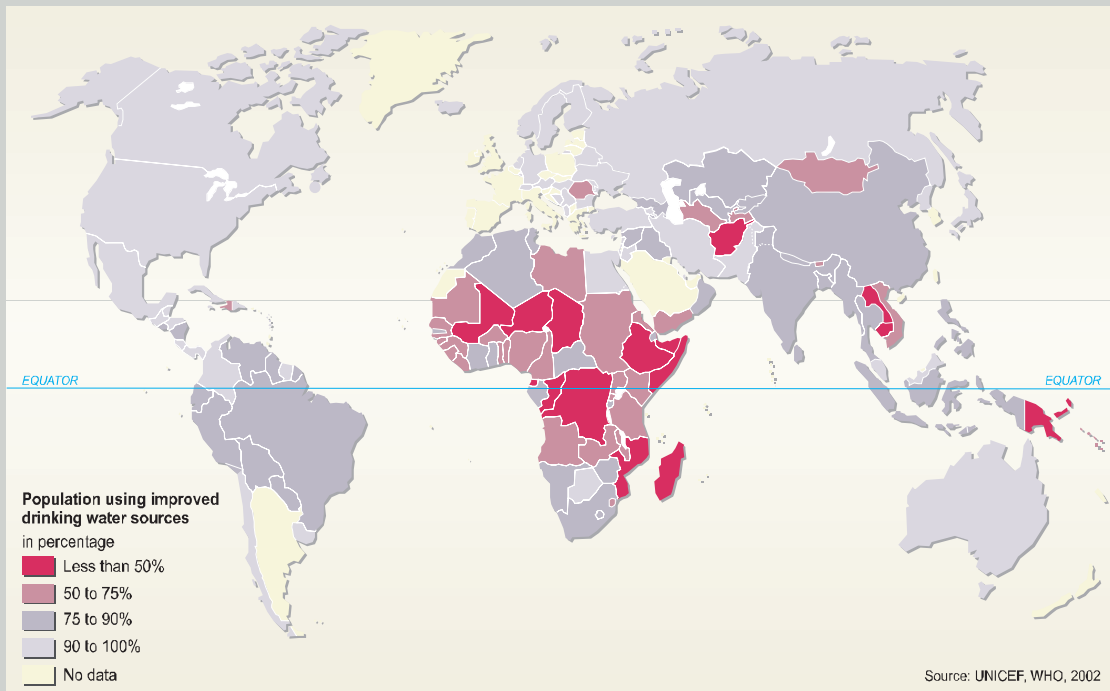 EQUATOR
EQUATOR
Population using improved
drinking water sources
in percentage
Less than 50%
50 to 75%
75 to 90%
90 to 100%
No data
Source: UNICEF, WHO, 2002